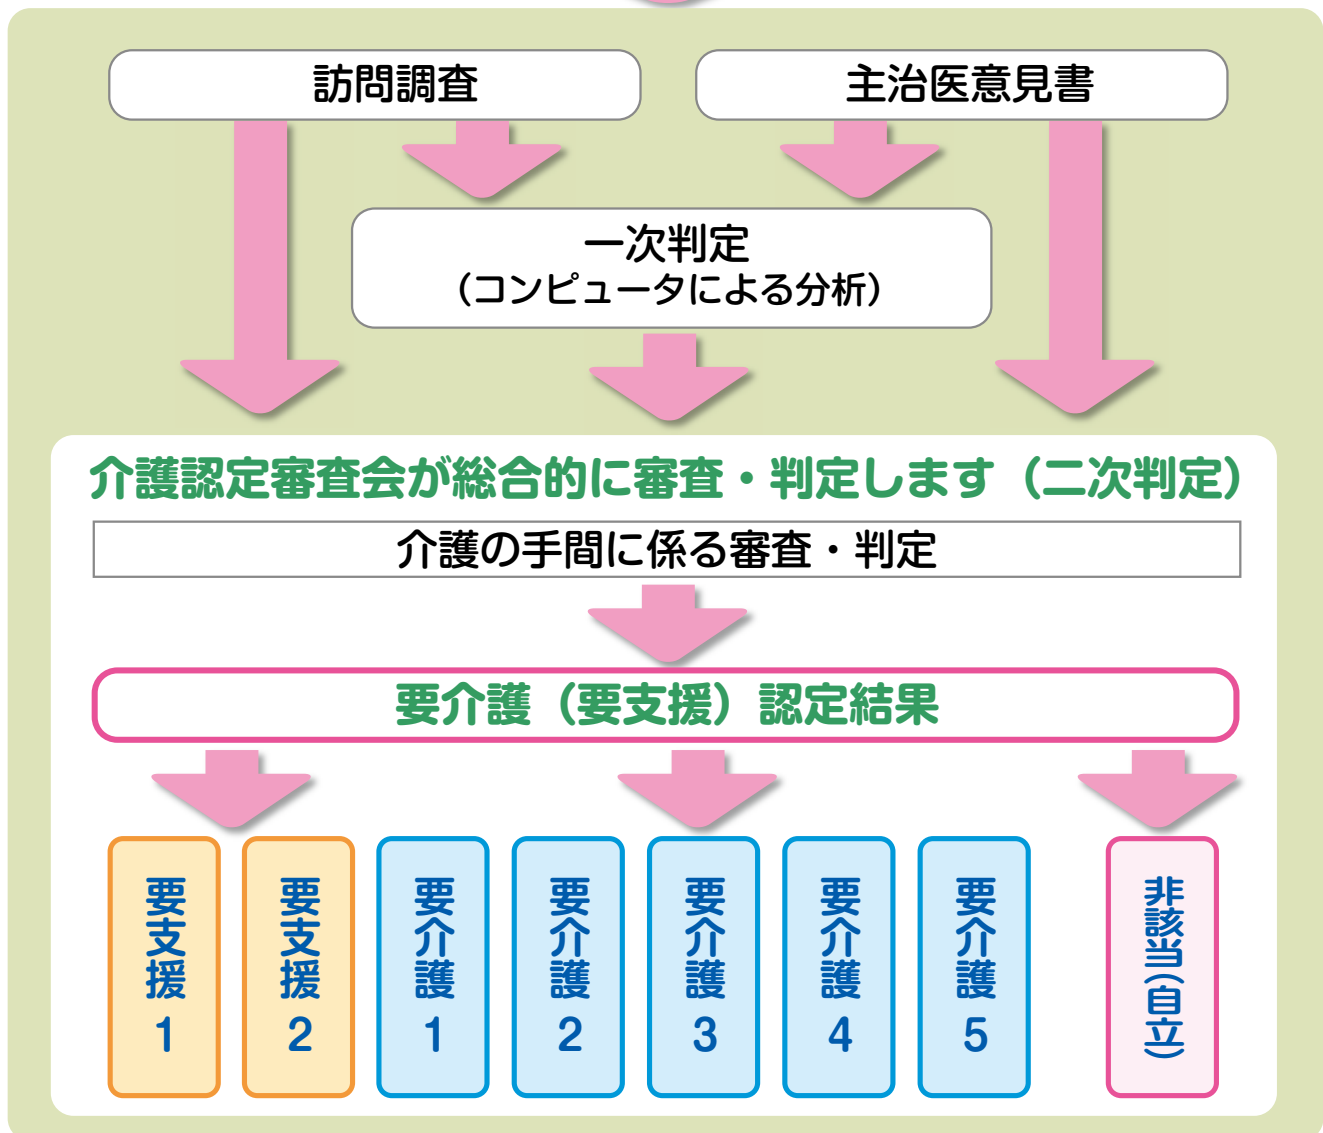 訪問調査
主治医意見書
一次判定
（コンピュータによる分析）
介護認定審査会が総合的に審査・判定します（二次判定）
介護の手間に係る審査・判定
要介護（要支援）認定結果
要支援1
要支援2
要介護1
要介護2
要介護3
要介護4
要介護5
非該当（自立）